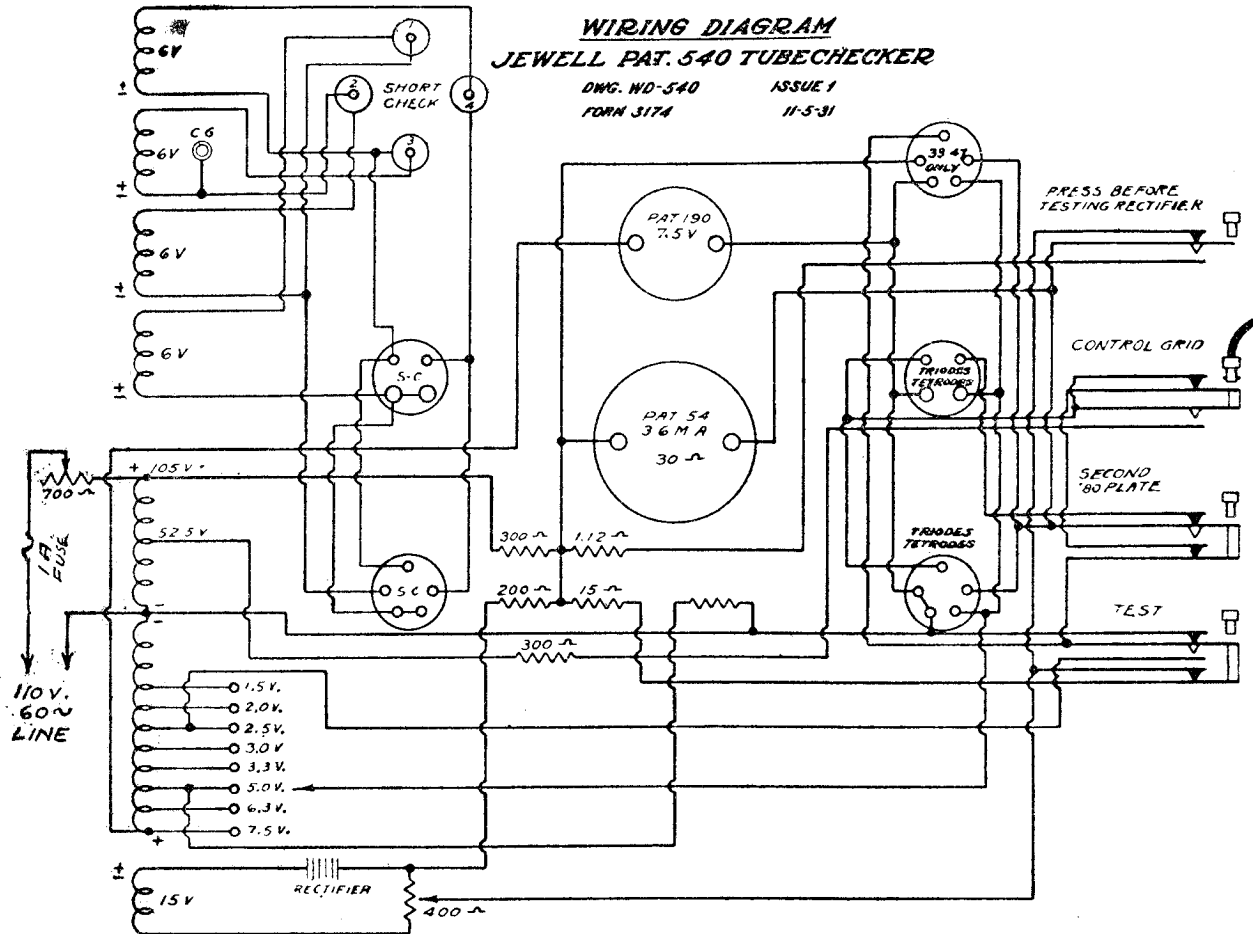 WIRING DIAGRAM
JEWELL PAT. 540 TUBECHECKER
DWG. WD-540 ISSUE 1
FORM 3174 11-5-31
6V
±
6V
±
C6
6V
±
6V
±
1
2
SHORT
CHECK
4
3
S-C
S C
PAT 190
7.5 V
PAT 54
36 M A
30 Ω
ONLY
TRIODES
TETRODES
TRIODES
TETRODES
PRESS BEFORE
TESTING RECTIFIER
CONTROL GRID
SECOND
'80 PLATE
TEST
+ 105 V.
700 Ω
52.5 V
1A
FUSE
-
110 V.
60~
LINE
300 Ω
1.12 Ω
200 Ω
15 Ω
300 Ω
1.5 V.
2.0 V.
2.5 V.
3.0 V
3.3 V.
5.0 V.
6.3 V.
7.5 V.
+
±
15 V
RECTIFIER
400 Ω